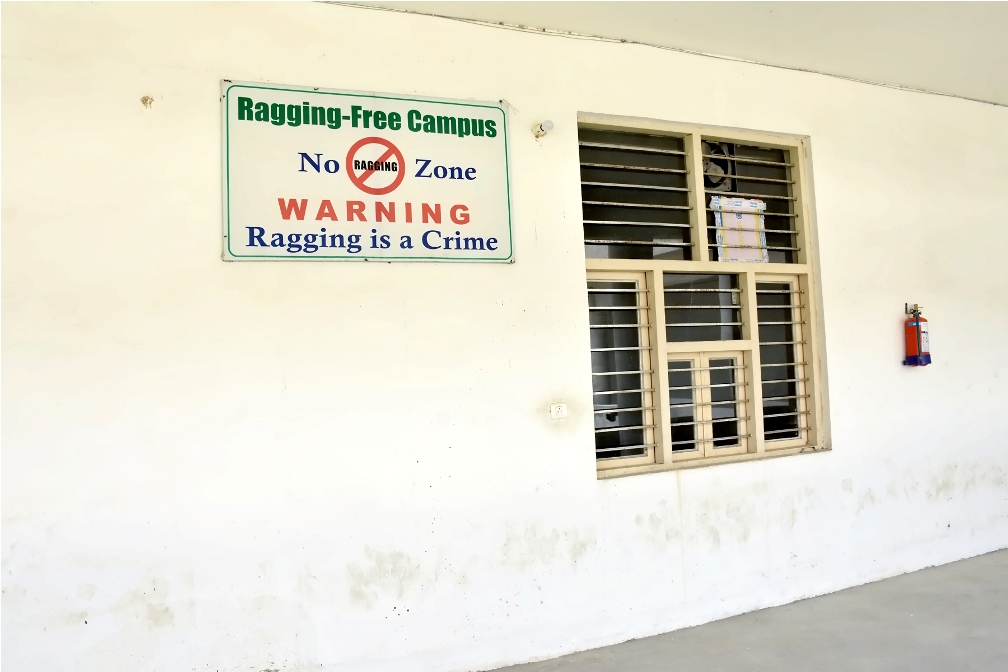 Ragging-Free Campus
No RAGGING Zone
WARNING
Ragging is a Crime